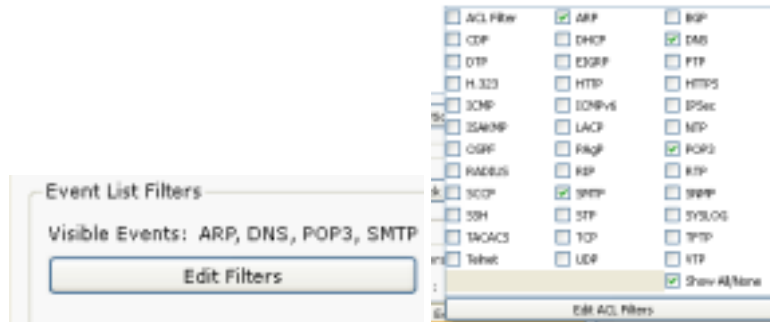 ACL Filter ARP BGP
CDP DHCP DNS
DTP EIGRP FTP
H.323 HTTP HTTPS
ICMP ICMPv6 IPSec
ISAKMP LACP NTP
OSPF PAgP POP3
RADIUS RIP RTP
SCCP SMTP SNMP
SSH STP SYSLOG
TACACS TCP TFTP
Telnet UDP VTP
Show All/None
Edit ACL Filters
Event List Filters
Visible Events: ARP, DNS, POP3, SMTP
Edit Filters